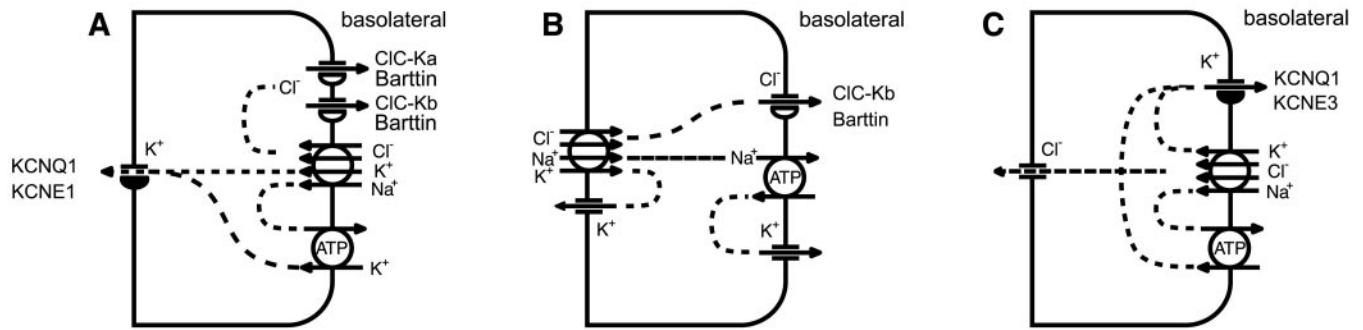 A
basolateral
ClC-Ka
Barttin
Cl⁻
ClC-Kb
Barttin
K⁺
Cl⁻
KCNQ1
K⁺
KCNE1
Na⁺
ATP
K⁺
B
basolateral
Cl⁻
ClC-Kb
Barttin
Cl⁻
Na⁺
Na⁺
K⁺
ATP
K⁺
K⁺
C
basolateral
K⁺
KCNQ1
KCNE3
Cl⁻
K⁺
Cl⁻
Na⁺
ATP